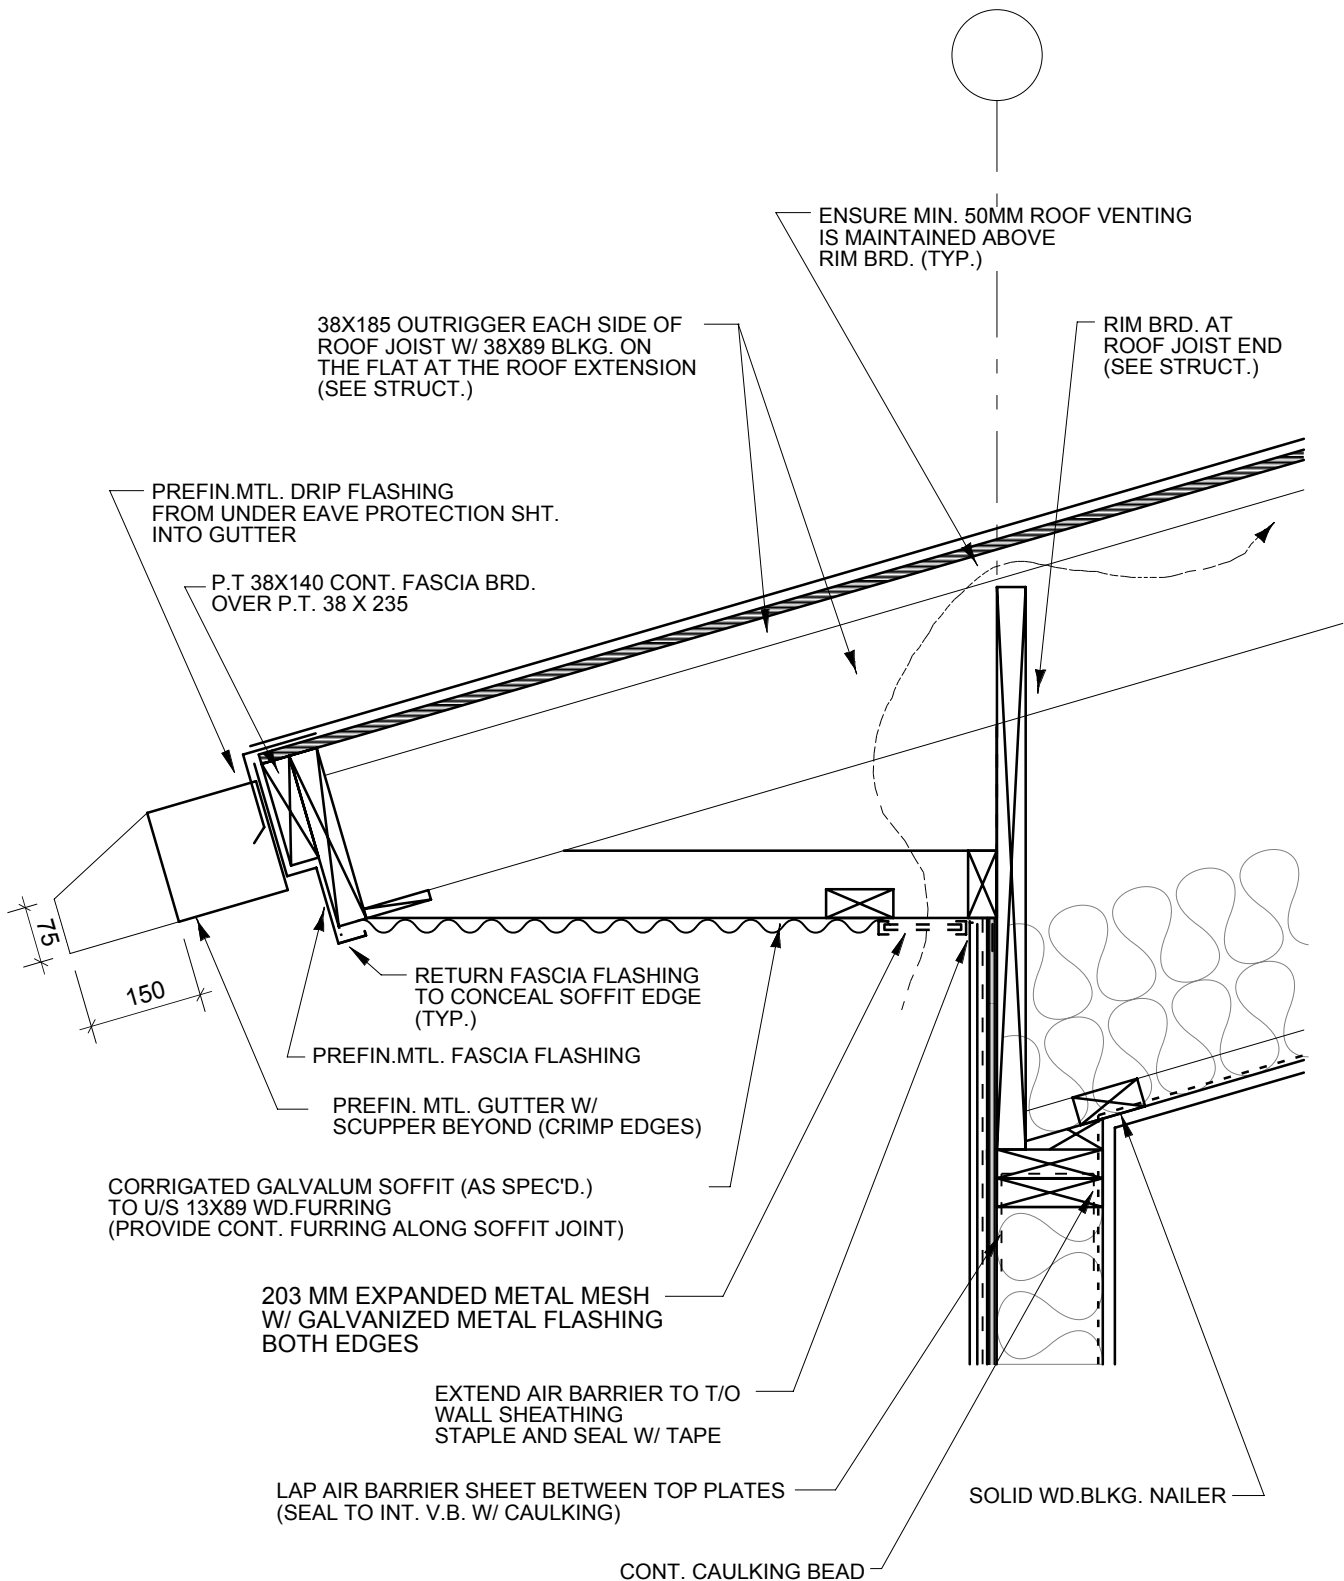 ENSURE MIN. 50MM ROOF VENTING
IS MAINTAINED ABOVE
RIM BRD. (TYP.)
38X185 OUTRIGGER EACH SIDE OF
ROOF JOIST W/ 38X89 BLKG. ON
THE FLAT AT THE ROOF EXTENSION
(SEE STRUCT.)
RIM BRD. AT
ROOF JOIST END
(SEE STRUCT.)
PREFIN.MTL. DRIP FLASHING
FROM UNDER EAVE PROTECTION SHT.
INTO GUTTER
P.T 38X140 CONT. FASCIA BRD.
OVER P.T. 38 X 235
75
150
RETURN FASCIA FLASHING
TO CONCEAL SOFFIT EDGE
(TYP.)
PREFIN.MTL. FASCIA FLASHING
PREFIN. MTL. GUTTER W/
SCUPPER BEYOND (CRIMP EDGES)
CORRIGATED GALVALUM SOFFIT (AS SPEC'D.)
TO U/S 13X89 WD.FURRING
(PROVIDE CONT. FURRING ALONG SOFFIT JOINT)
203 MM EXPANDED METAL MESH
W/ GALVANIZED METAL FLASHING
BOTH EDGES
EXTEND AIR BARRIER TO T/O
WALL SHEATHING
STAPLE AND SEAL W/ TAPE
LAP AIR BARRIER SHEET BETWEEN TOP PLATES
(SEAL TO INT. V.B. W/ CAULKING)
SOLID WD.BLKG. NAILER
CONT. CAULKING BEAD